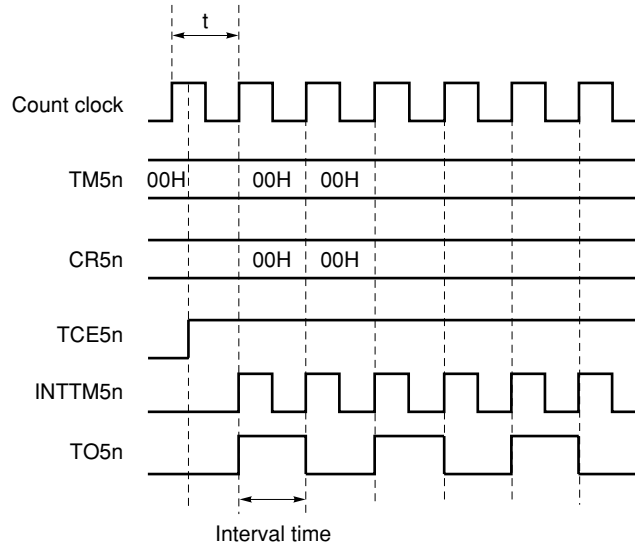 t
Count clock
TM5n 00H 00H 00H
CR5n 00H 00H
TCE5n
INTTM5n
TO5n
Interval time